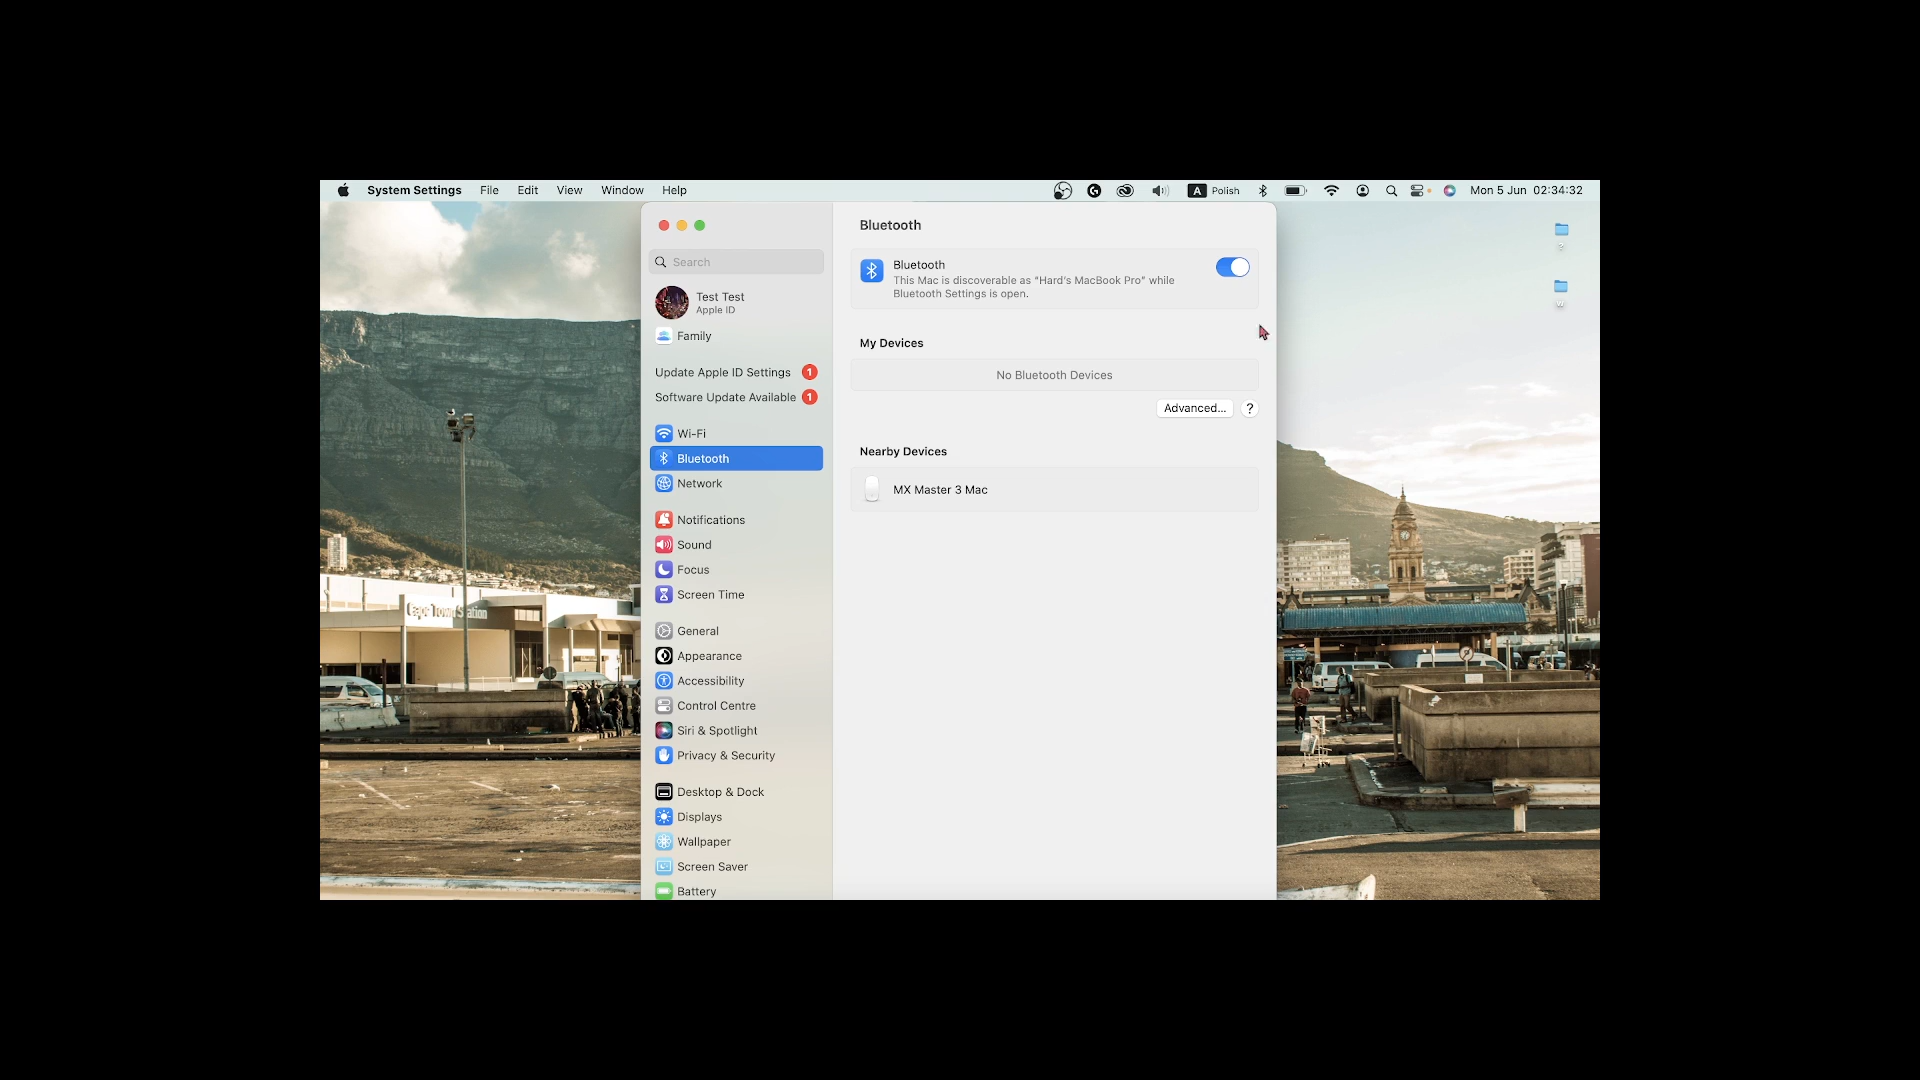 System Settings File Edit View Window Help A Polish Mon 5 Jun 02:34:32
Bluetooth
Search
Bluetooth
This Mac is discoverable as "Hard's MacBook Pro" while
Bluetooth Settings is open.
Test Test
Apple ID
Family
My Devices
No Bluetooth Devices
Update Apple ID Settings 1
Software Update Available 1
Advanced... ?
Wi-Fi
Bluetooth
Network
Nearby Devices
MX Master 3 Mac
Notifications
Sound
Focus
Screen Time
General
Appearance
Accessibility
Control Centre
Siri & Spotlight
Privacy & Security
Desktop & Dock
Displays
Wallpaper
Screen Saver
Battery
Cape Town Station